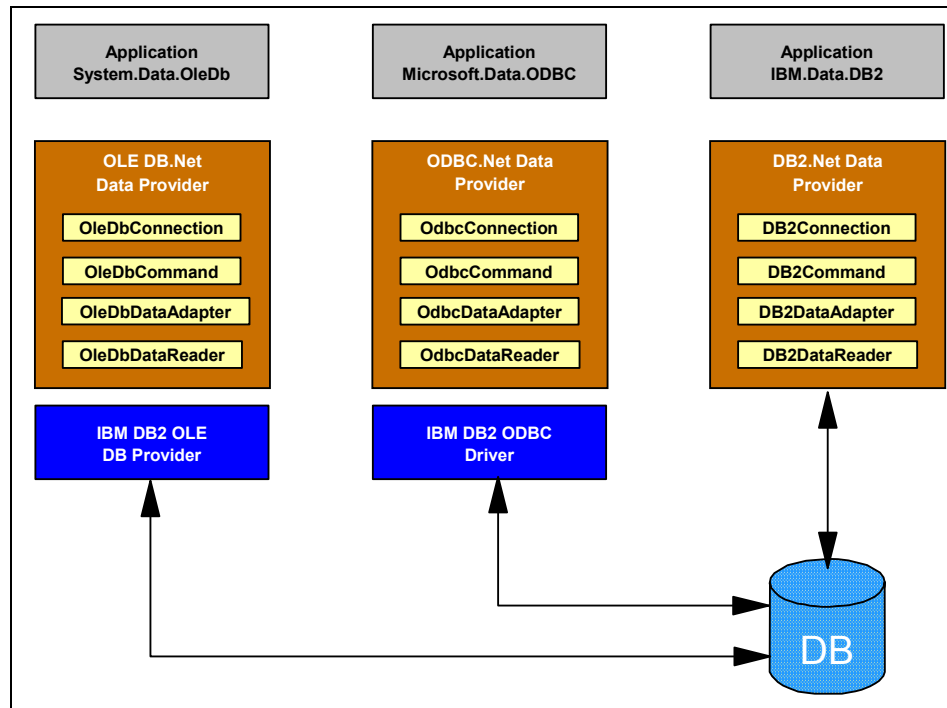 Application
System.Data.OleDb
Application
Microsoft.Data.ODBC
Application
IBM.Data.DB2
OLE DB.Net
Data Provider
OleDbConnection
OleDbCommand
OleDbDataAdapter
OleDbDataReader
ODBC.Net Data
Provider
OdbcConnection
OdbcCommand
OdbcDataAdapter
OdbcDataReader
DB2.Net Data
Provider
DB2Connection
DB2Command
DB2DataAdapter
DB2DataReader
IBM DB2 OLE
DB Provider
IBM DB2 ODBC
Driver
DB